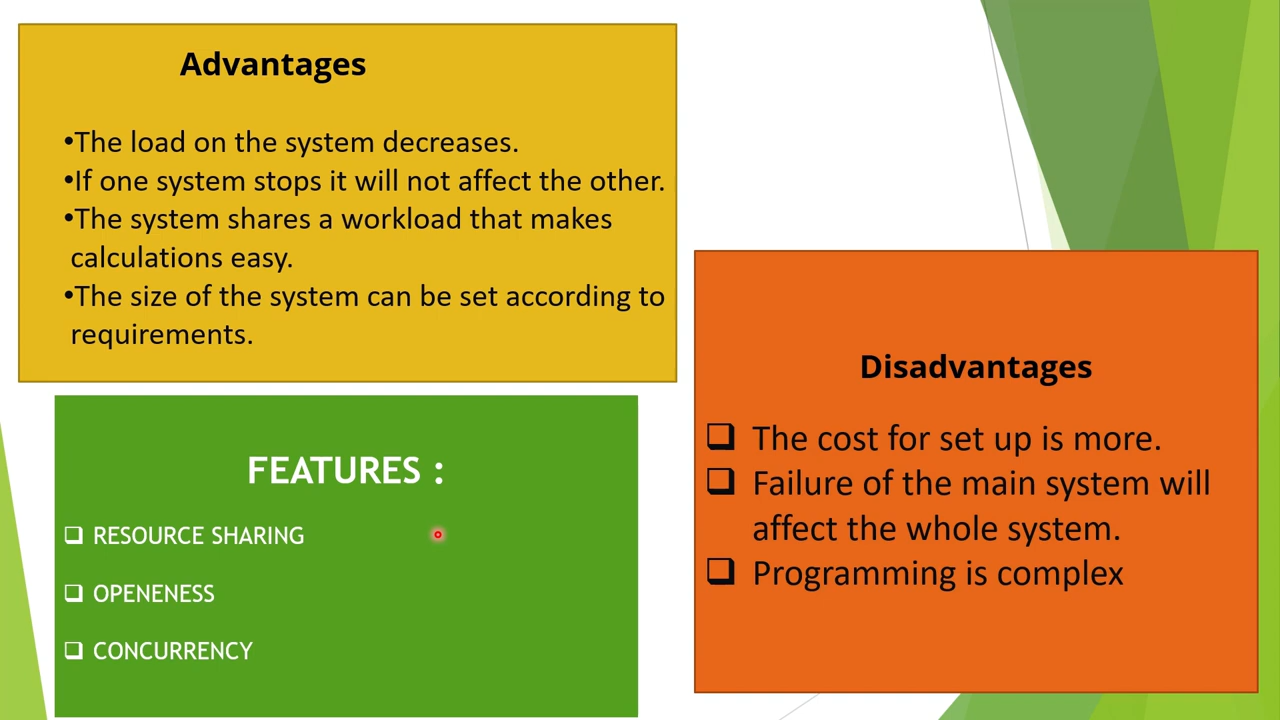 Advantages
•The load on the system decreases.
•If one system stops it will not affect the other.
•The system shares a workload that makes
calculations easy.
•The size of the system can be set according to
requirements.
FEATURES :
❑ RESOURCE SHARING
❑ OPENENESS
❑ CONCURRENCY
Disadvantages
❑ The cost for set up is more.
❑ Failure of the main system will
affect the whole system.
❑ Programming is complex